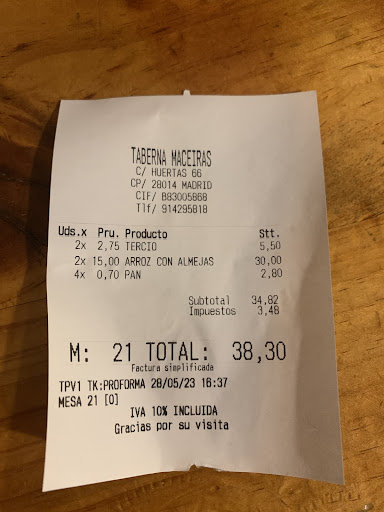 TABERNA MACEIRAS
C/ HUERTAS 66
CP/ 28014 MADRID
CIF/ B83005868
Tlf/ 914295818
Uds.x Pru. Producto Stt.
2x 2,75 TERCIO 5,50
2x 15,00 ARROZ CON ALMEJAS 30,00
4x 0,70 PAN 2,80
Subtotal 34,82
Impuestos 3,48
M: 21 TOTAL: 38,30
Factura simplificada
TPV1 TK:PROFORMA 28/05/23 16:37
MESA 21 [0]
IVA 10% INCLUIDA
Gracias por su visita